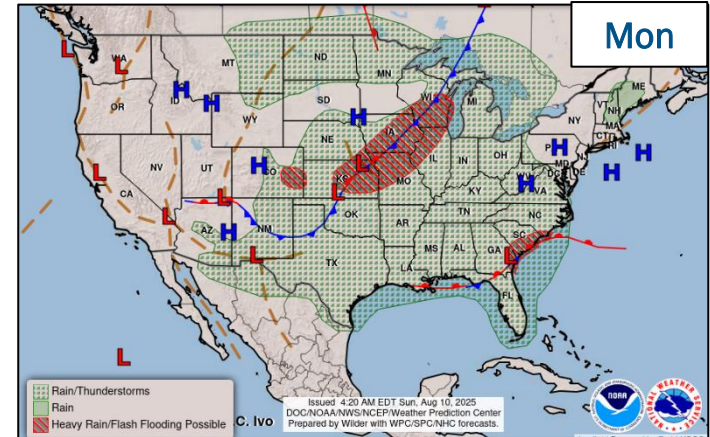 Mon
L
WA
L
MT
ND
MN
ME
VT
NH
OR
H
ID
H
WY
SD
H
WI
MI
NY
MA
CT
RI
NE
IA
H
H
H
NV
UT
H
CO
L
KS
L
IL
IN
OH
MD
DE
DC
H
VA
L
CA
MO
KY
L
L
AZ
H
NM
OK
AR
TN
NC
SC
L
TX
L
LA
MS
AL
GA
L
FL
L
Rain/Thunderstorms
Rain
Heavy Rain/Flash Flooding Possible
C. Ivo
Issued 4:20 AM EDT Sun, Aug 10, 2025
DOC/NOAA/NWS/NCEP/Weather Prediction Center
Prepared by Wilder with WPC/SPC/NHC forecasts.
NOAA